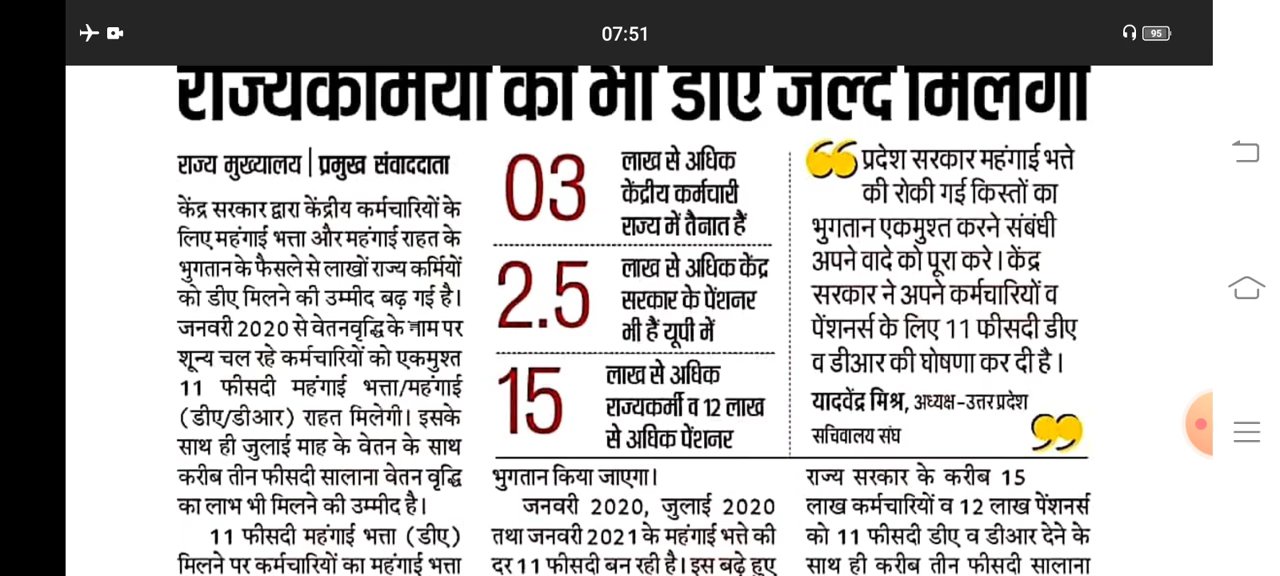 07:51
95
राज्यकर्मियों को भी डीए जल्द मिलेगा
राज्य मुख्यालय | प्रमुख संवाददाता
केंद्र सरकार द्वारा केंद्रीय कर्मचारियों के
लिए महंगाई भत्ता और महंगाई राहत के
भुगतान के फैसले से लाखों राज्य कर्मियों
को डीए मिलने की उम्मीद बढ़ गई है।
जनवरी 2020 से वेतनवृद्धि के नाम पर
शून्य चल रहे कर्मचारियों को एकमुश्त
11 फीसदी महंगाई भत्ता/महंगाई
(डीए/डीआर) राहत मिलेगी। इसके
साथ ही जुलाई माह के वेतन के साथ
करीब तीन फीसदी सालाना वेतन वृद्धि
का लाभ भी मिलने की उम्मीद है।
11 फीसदी महंगाई भत्ता (डीए)
मिलने पर कर्मचारियों का महंगाई भत्ता
03
लाख से अधिक
केंद्रीय कर्मचारी
राज्य में तैनात हैं
2.5
लाख से अधिक केंद्र
सरकार के पेंशनर
भी हैं यूपी में
15
लाख से अधिक
राज्यकर्मी व 12 लाख
से अधिक पेंशनर
भुगतान किया जाएगा।
जनवरी 2020, जुलाई 2020
तथा जनवरी 2021 के महंगाई भत्ते की
दर 11 फीसदी बन रही है। इस बढ़े हुए
प्रदेश सरकार महंगाई भत्ते
की रोकी गई किस्तों का
भुगतान एकमुश्त करने संबंधी
अपने वादे को पूरा करे। केंद्र
सरकार ने अपने कर्मचारियों व
पेंशनर्स के लिए 11 फीसदी डीए
व डीआर की घोषणा कर दी है।
यादवेंद्र मिश्र, अध्यक्ष-उत्तर प्रदेश
सचिवालय संघ
राज्य सरकार के करीब 15
लाख कर्मचारियों व 12 लाख पेंशनर्स
को 11 फीसदी डीए व डीआर देने के
साथ ही करीब तीन फीसदी सालाना